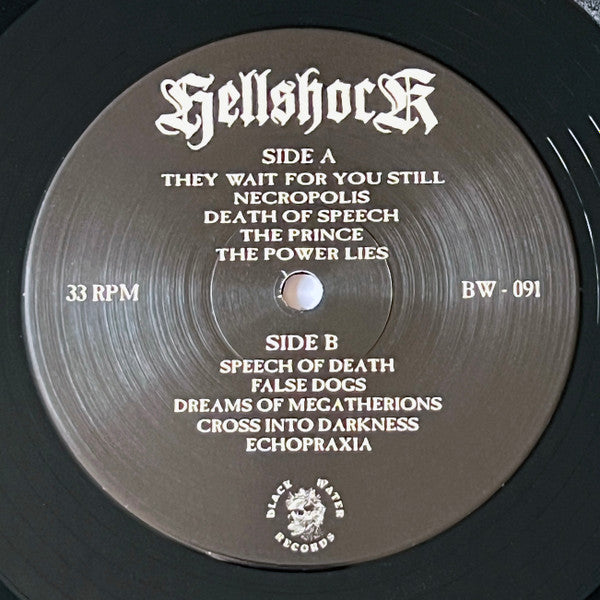 Hellshock
SIDE A
THEY WAIT FOR YOU STILL
NECROPOLIS
DEATH OF SPEECH
THE PRINCE
THE POWER LIES
33 RPM
BW - 091
SIDE B
SPEECH OF DEATH
FALSE DOGS
DREAMS OF MEGATHERIONS
CROSS INTO DARKNESS
ECHOPRAXIA
BLACK WATER
RECORDS